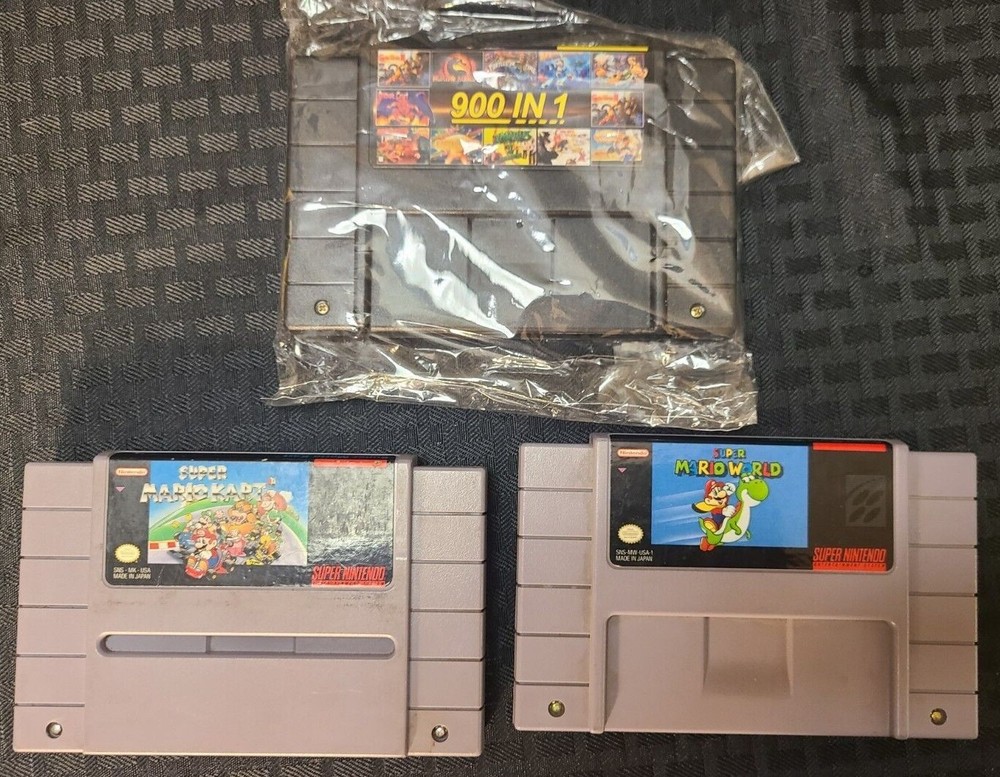 900 IN 1
Nintendo
SUPER
MARIO KART
SNS - MK - USA
MADE IN JAPAN
SUPER NINTENDO
Nintendo
SUPER
MARIO WORLD
SNS-MW-USA-1
MADE IN JAPAN
SUPER NINTENDO
ENTERTAINMENT SYSTEM